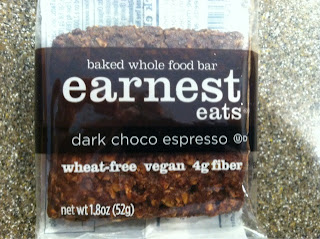 baked whole food bar
earnest
eats
dark choco espresso U D
wheat-free vegan 4g fiber
net wt 1.8oz (52g)